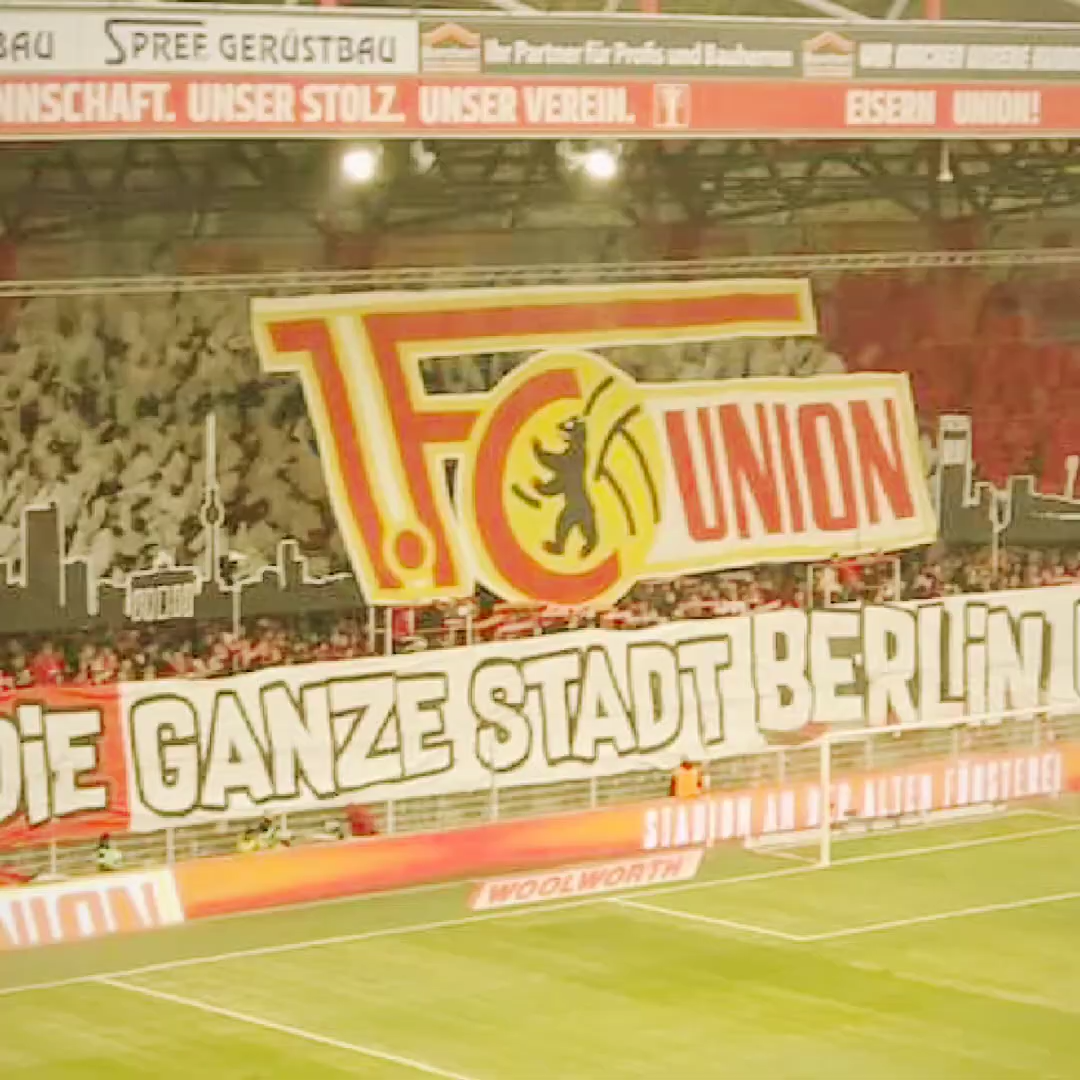 BAU SPREE GERÜSTBAU Ihr Partner für Profis und Bauherren
NNSCHAFT. UNSER STOLZ. UNSER VEREIN. EISERN UNION!
1. FC UNION
DIE GANZE STADT BERLIN
STADION AN DER ALTEN FÖRSTEREI
WOOLWORTH
NION